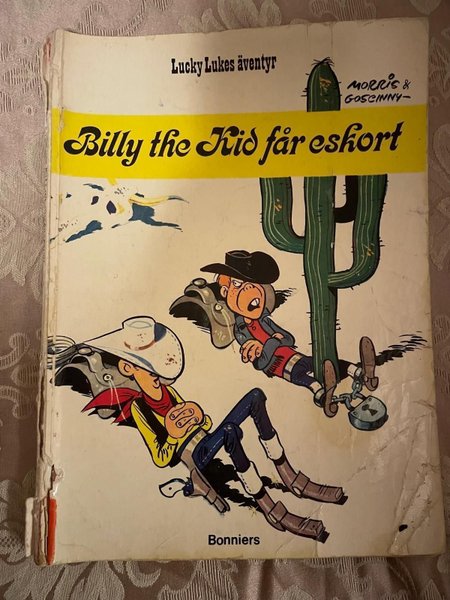 Lucky Lukes äventyr
MORRIS &
GOSCINNY
Billy the Kid får eskort
Bonniers